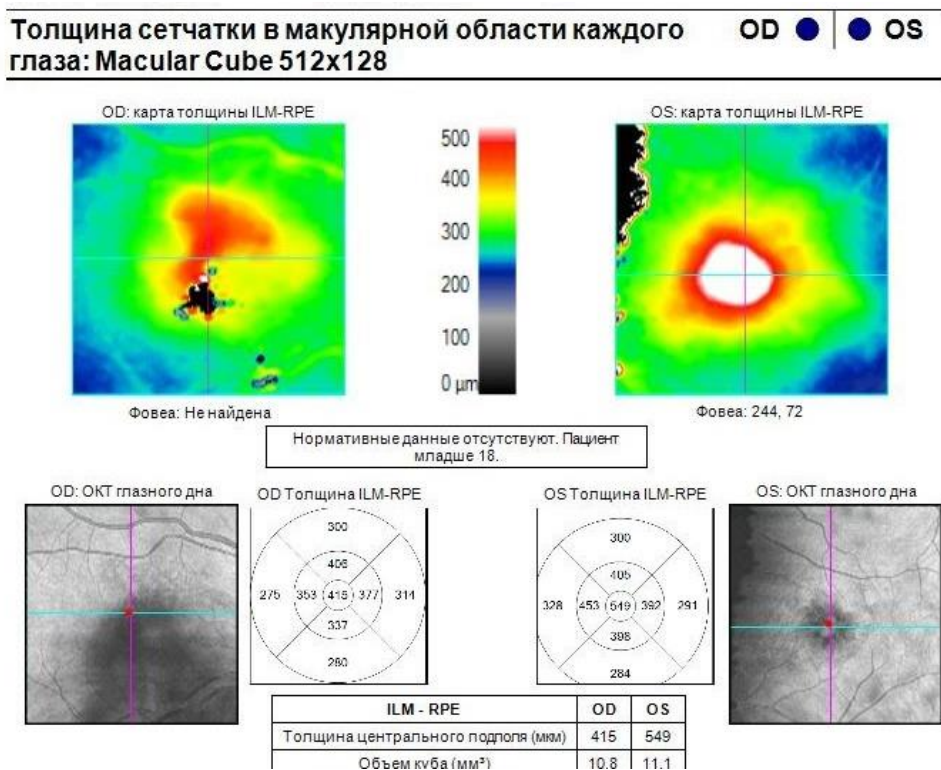 Толщина сетчатки в макулярной области каждого
глаза: Macular Cube 512x128
OD OS
OD: карта толщины ILM-RPE
OS: карта толщины ILM-RPE
500
400
300
200
100
0 µm
Фовеа: Не найдена
Фовеа: 244, 72
Нормативные данные отсутствуют. Пациент
младше 18.
OD: ОКТ глазного дна
OD Толщина ILM-RPE
OS Толщина ILM-RPE
OS: ОКТ глазного дна
300
406
275 353 415 377 314
337
280
300
405
328 453 549 392 291
398
284
ILM - RPE OD OS
Толщина центрального подполя (мкм) 415 549
Объем куба (мм³) 10,8 11,1